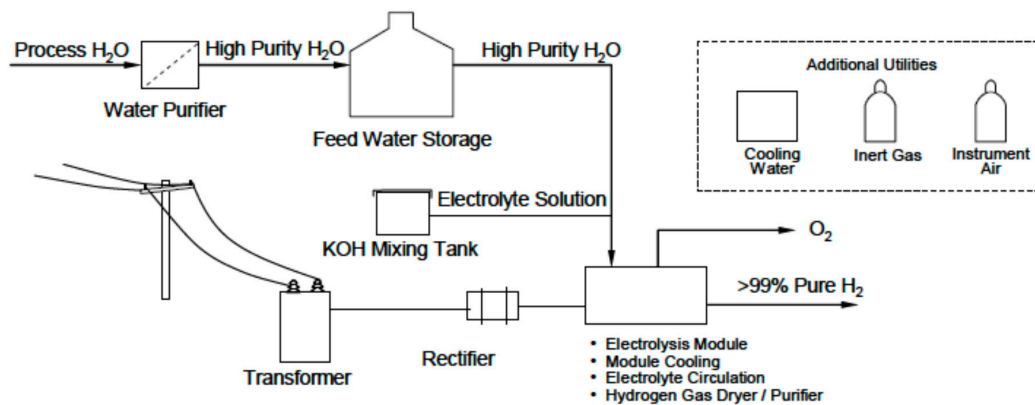 Process H₂O
High Purity H₂O
High Purity H₂O
Water Purifier
Feed Water Storage
Additional Utilities
Cooling
Water
Inert Gas
Instrument
Air
Electrolyte Solution
KOH Mixing Tank
O₂
>99% Pure H₂
Transformer
Rectifier
• Electrolysis Module
• Module Cooling
• Electrolyte Circulation
• Hydrogen Gas Dryer / Purifier